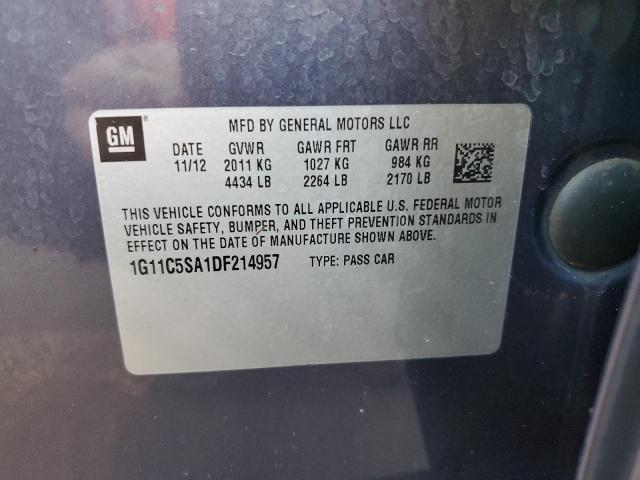 GM
MFD BY GENERAL MOTORS LLC
DATE GVWR GAWR FRT GAWR RR
11/12 2011 KG 1027 KG 984 KG
4434 LB 2264 LB 2170 LB
THIS VEHICLE CONFORMS TO ALL APPLICABLE U.S. FEDERAL MOTOR
VEHICLE SAFETY, BUMPER, AND THEFT PREVENTION STANDARDS IN
EFFECT ON THE DATE OF MANUFACTURE SHOWN ABOVE.
1G11C5SA1DF214957 TYPE: PASS CAR